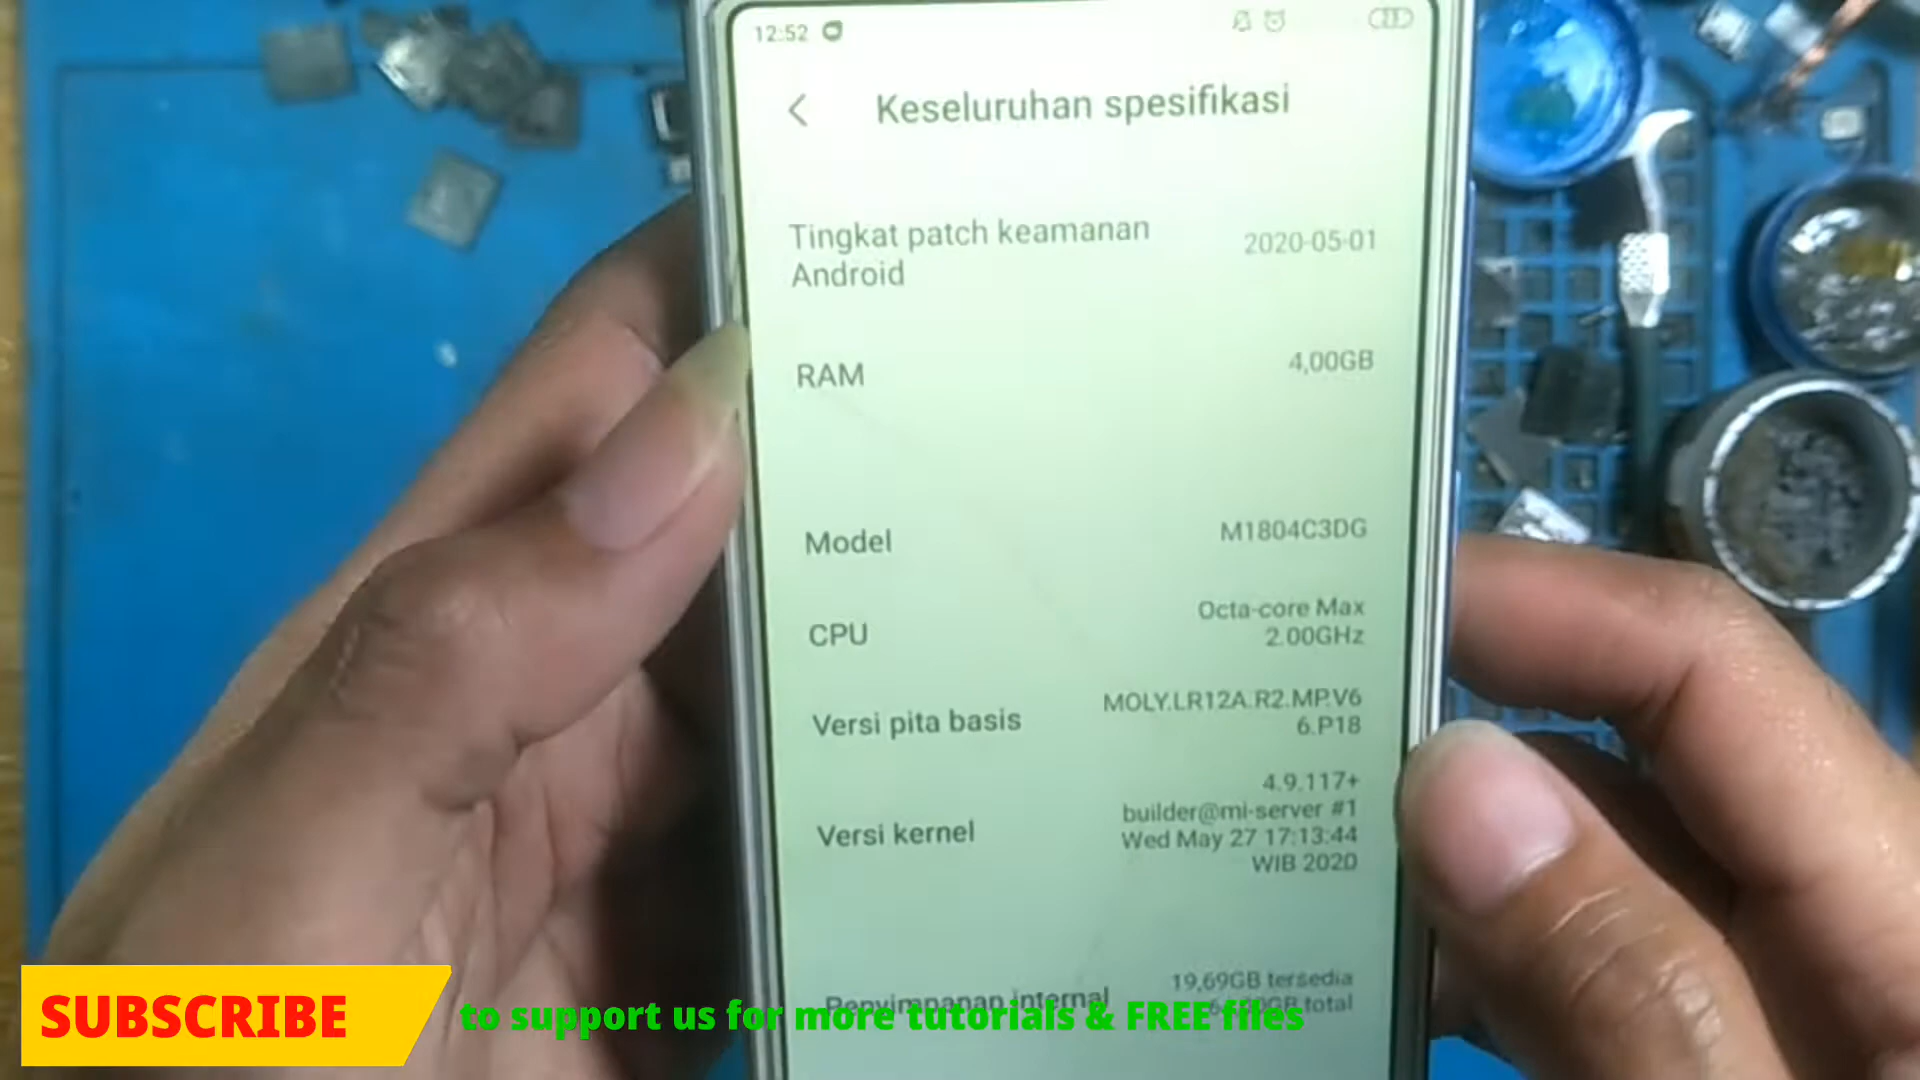 12:52
Keseluruhan spesifikasi
Tingkat patch keamanan
Android
2020-05-01
RAM
4,00GB
Model
M1804C3DG
CPU
Octa-core Max
2.00GHz
Versi pita basis
MOLY.LR12A.R2.MP.V6
6.P18
Versi kernel
4.9.117+
builder@mi-server #1
Wed May 27 17:13:44
WIB 2020
Penyimpanan internal
19,69GB tersedia
total
SUBSCRIBE
to support us for more tutorials & FREE files